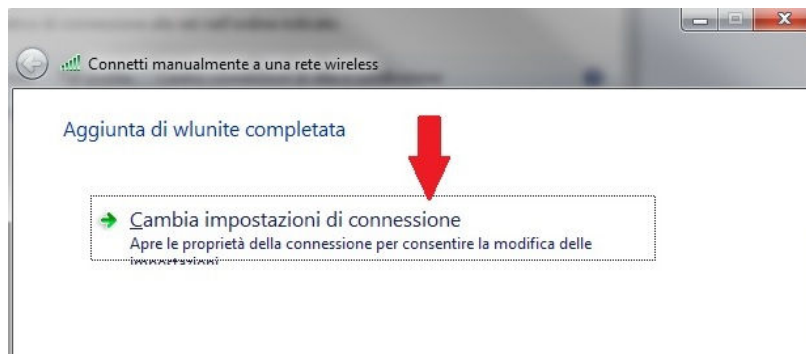 Connetti manualmente a una rete wireless
Aggiunta di wlunite completata
Cambia impostazioni di connessione
Apre le proprietà della connessione per consentire la modifica delle
impostazioni